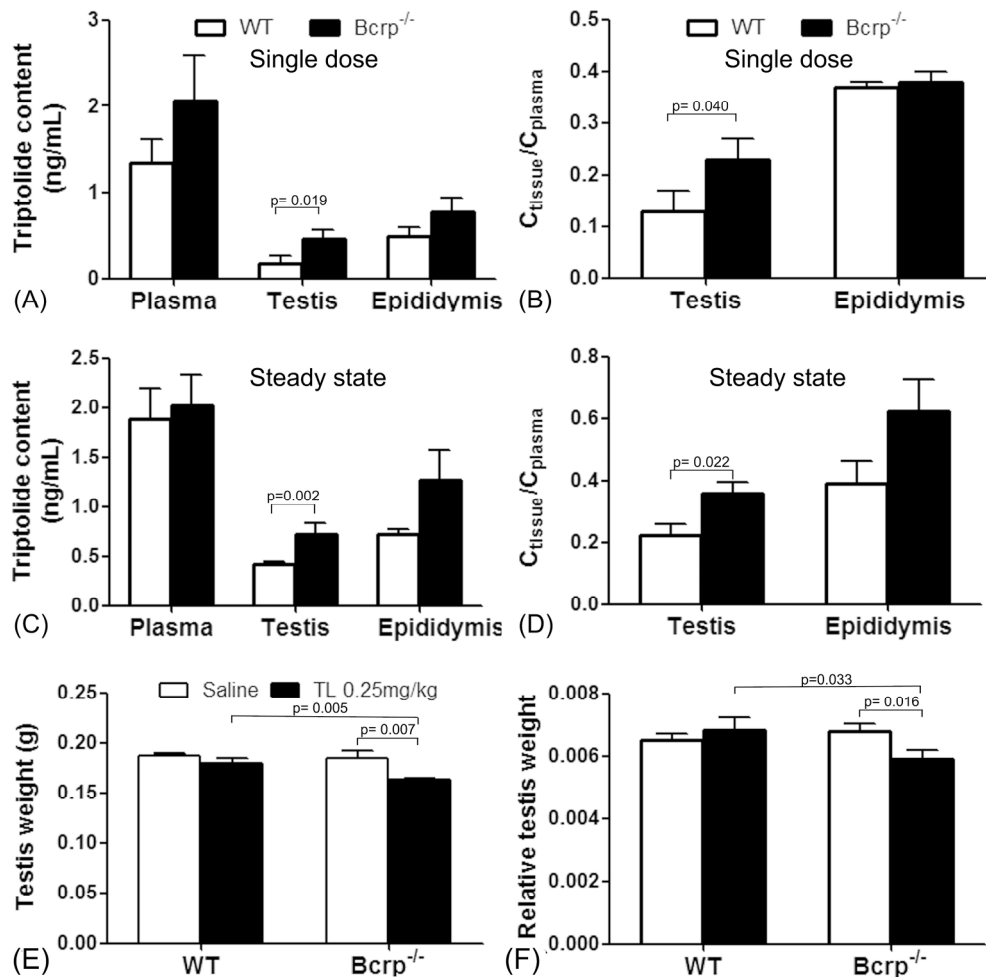 WT Bcrp-/-
Single dose
Triptolide content
(ng/mL)
3
2
1
0
p= 0.019
Plasma Testis Epididymis
(A)
WT Bcrp-/-
Single dose
Ctissue/Cplasma
0.5
0.4
0.3
0.2
0.1
0.0
p= 0.040
Testis Epididymis
(B)
Steady state
Triptolide content
(ng/mL)
2.5
2.0
1.5
1.0
0.5
0.0
p=0.002
Plasma Testis Epididymis
(C)
Steady state
Ctissue/Cplasma
0.8
0.6
0.4
0.2
0.0
p= 0.022
Testis Epididymis
(D)
Saline TL 0.25mg/kg
Testis weight (g)
0.25
0.20
0.15
0.10
0.05
0.00
p= 0.005
p= 0.007
WT Bcrp-/-
(E)
Relative testis weight
0.008
0.006
0.004
0.002
0.000
p=0.033
p= 0.016
WT Bcrp-/-
(F)